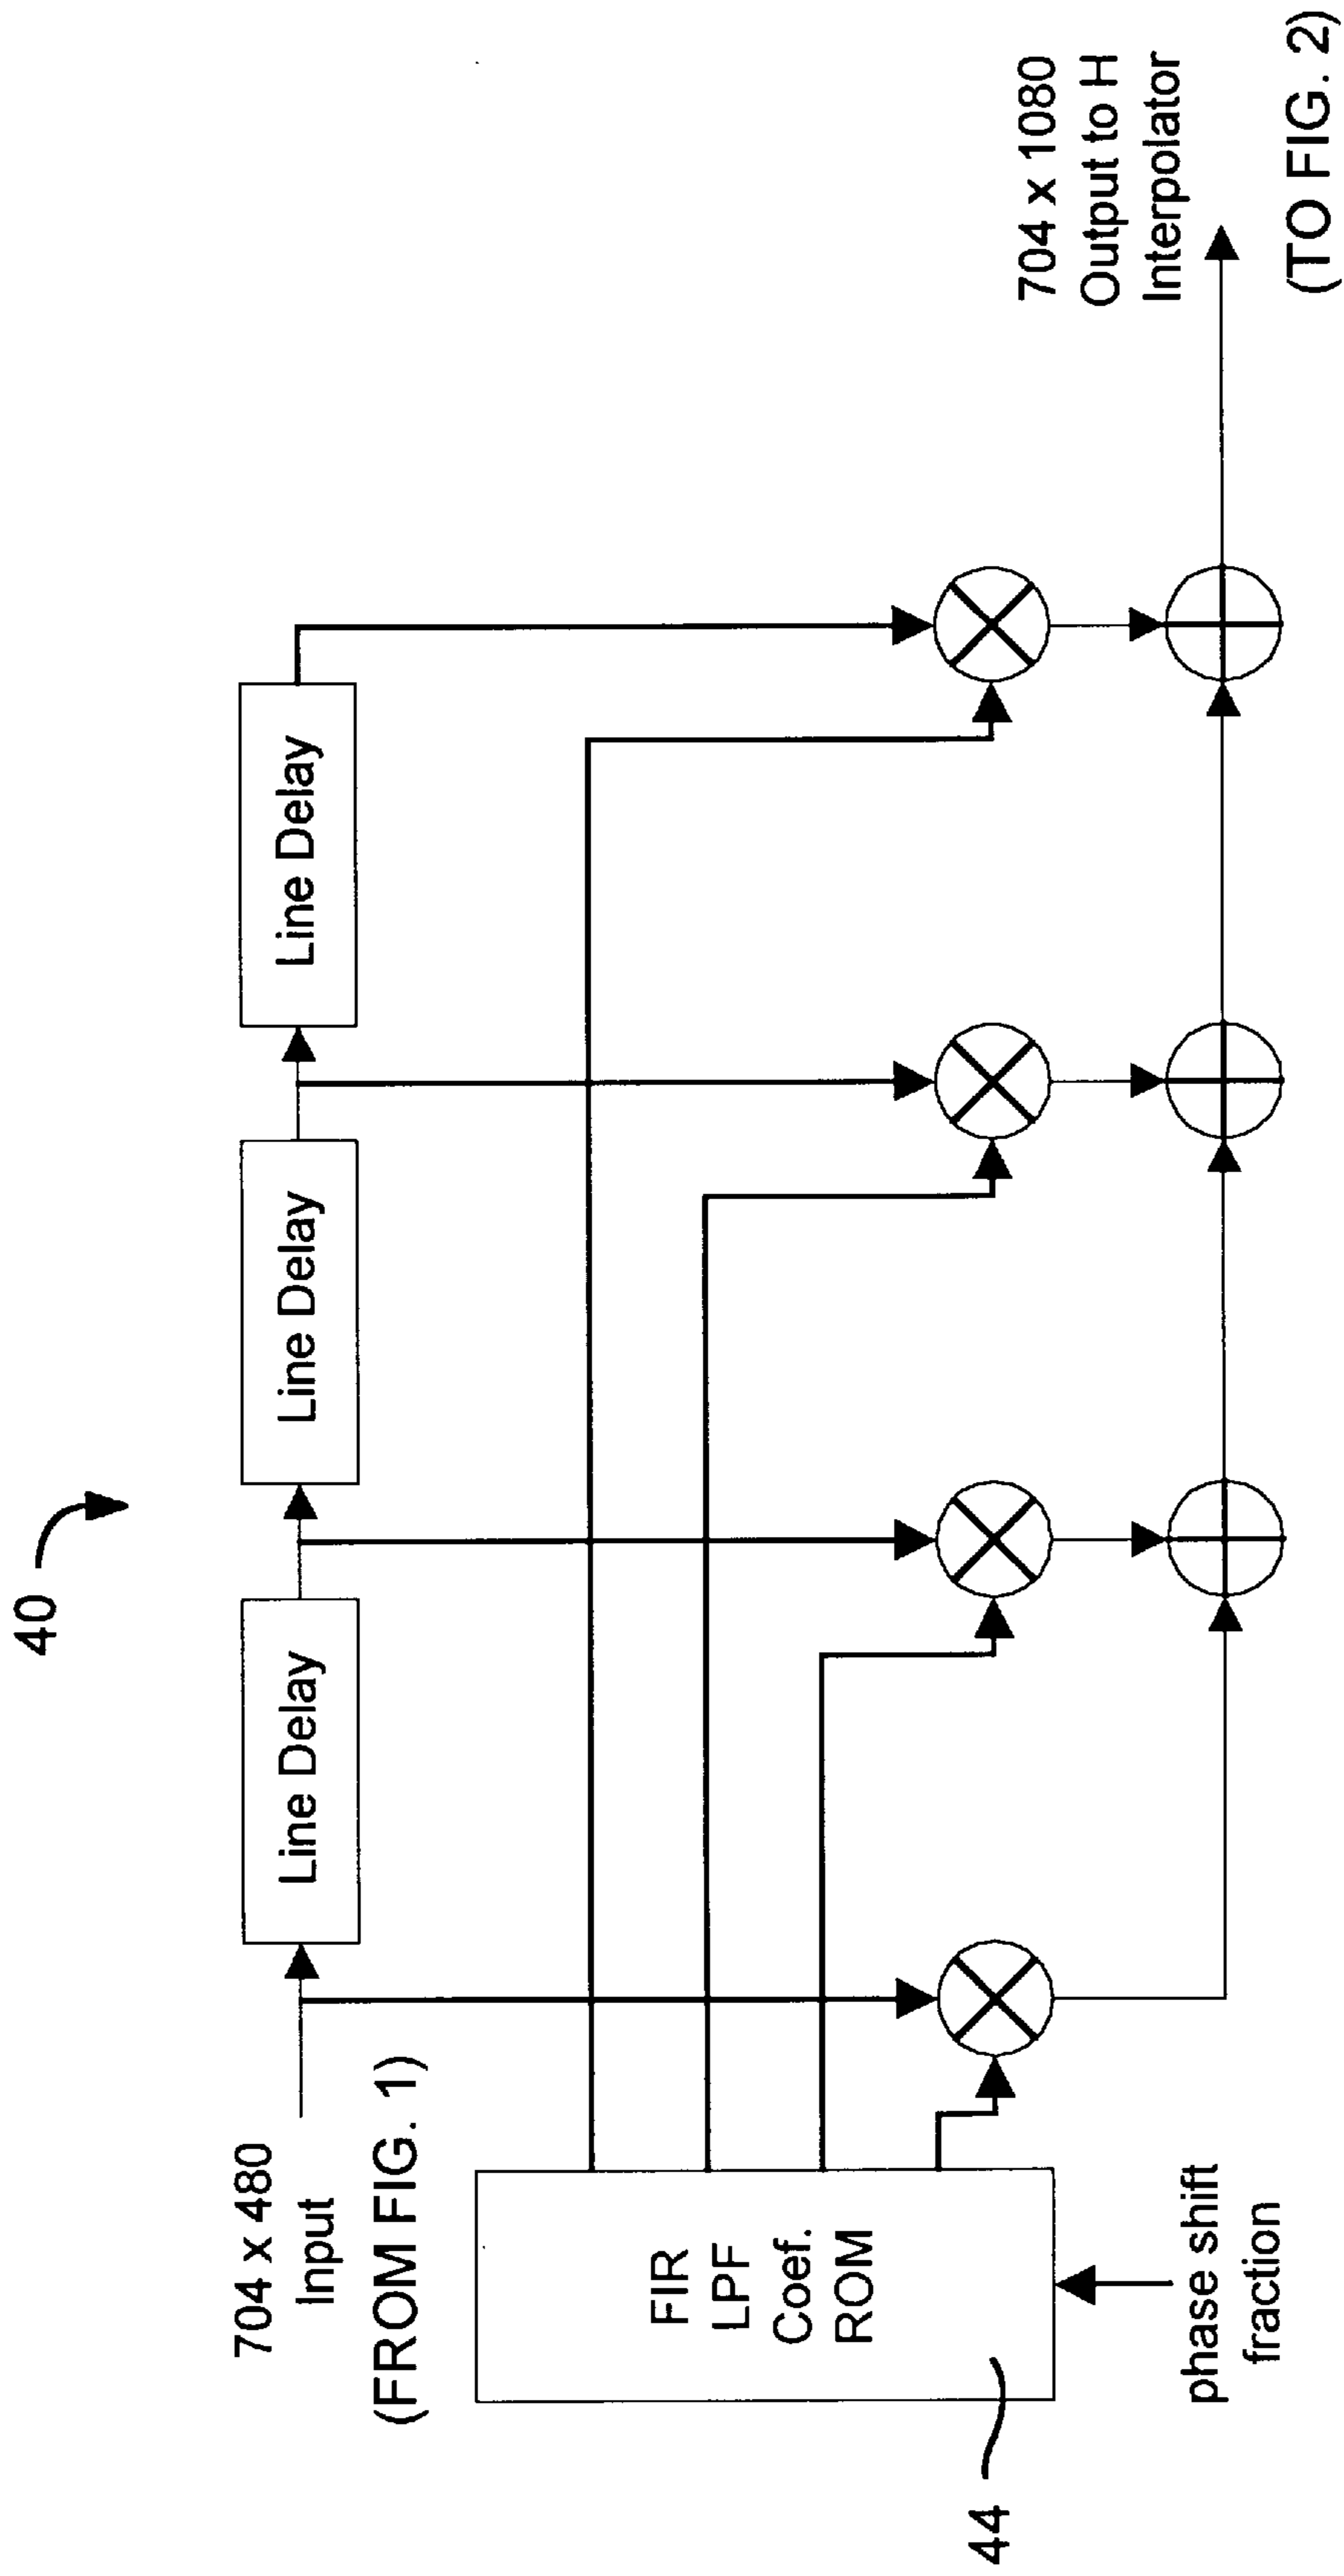 40
704 x 480
Input
(FROM FIG. 1)
Line Delay
Line Delay
Line Delay
FIR
LPF
Coef.
ROM
44
phase shift
fraction
704 x 1080
Output to H
Interpolator
(TO FIG. 2)